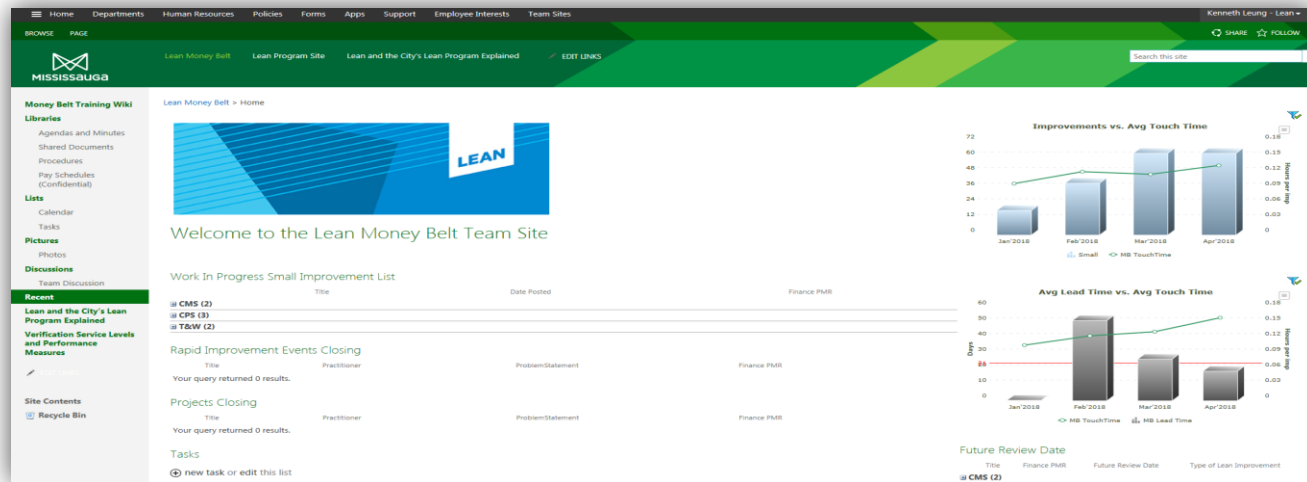 Home Departments Human Resources Policies Forms Apps Support Employee Interests Team Sites Kenneth Leung - Lean
BROWSE PAGE SHARE FOLLOW
MISSISSauGa
Lean Money Belt Lean Program Site Lean and the City's Lean Program Explained EDIT LINKS
Search this site
Money Belt Training Wiki
Libraries
Agendas and Minutes
Shared Documents
Procedures
Pay Schedules
(Confidential)
Lists
Calendar
Tasks
Pictures
Photos
Discussions
Team Discussion
Recent
Lean and the City's Lean
Program Explained
Verification Service Levels
and Performance
Measures
Site Contents
Recycle Bin
Lean Money Belt > Home
LEAN
Welcome to the Lean Money Belt Team Site
Work In Progress Small Improvement List
Title Date Posted Finance PMR
CMS (2)
CPS (3)
T&W (2)
Rapid Improvement Events Closing
Title Practitioner ProblemStatement Finance PMR
Your query returned 0 results.
Projects Closing
Title Practitioner ProblemStatement Finance PMR
Your query returned 0 results.
Tasks
new task or edit this list
Improvements vs. Avg Touch Time
72 0.18
60 0.15
48 0.12
36 0.09
24 0.06
12 0.03
0 0
Hours per imp
Jan'2018 Feb'2018 Mar'2018 Apr'2018
Small MB TouchTime
Avg Lead Time vs. Avg Touch Time
60 0.18
50 0.15
40 0.12
30 0.09
0.06
10 0.03
0 0
Days
Hours per imp
Jan'2018 Feb'2018 Mar'2018 Apr'2018
MB TouchTime MB Lead Time
Future Review Date
Title Finance PMR Future Review Date Type of Lean Improvement
CMS (2)